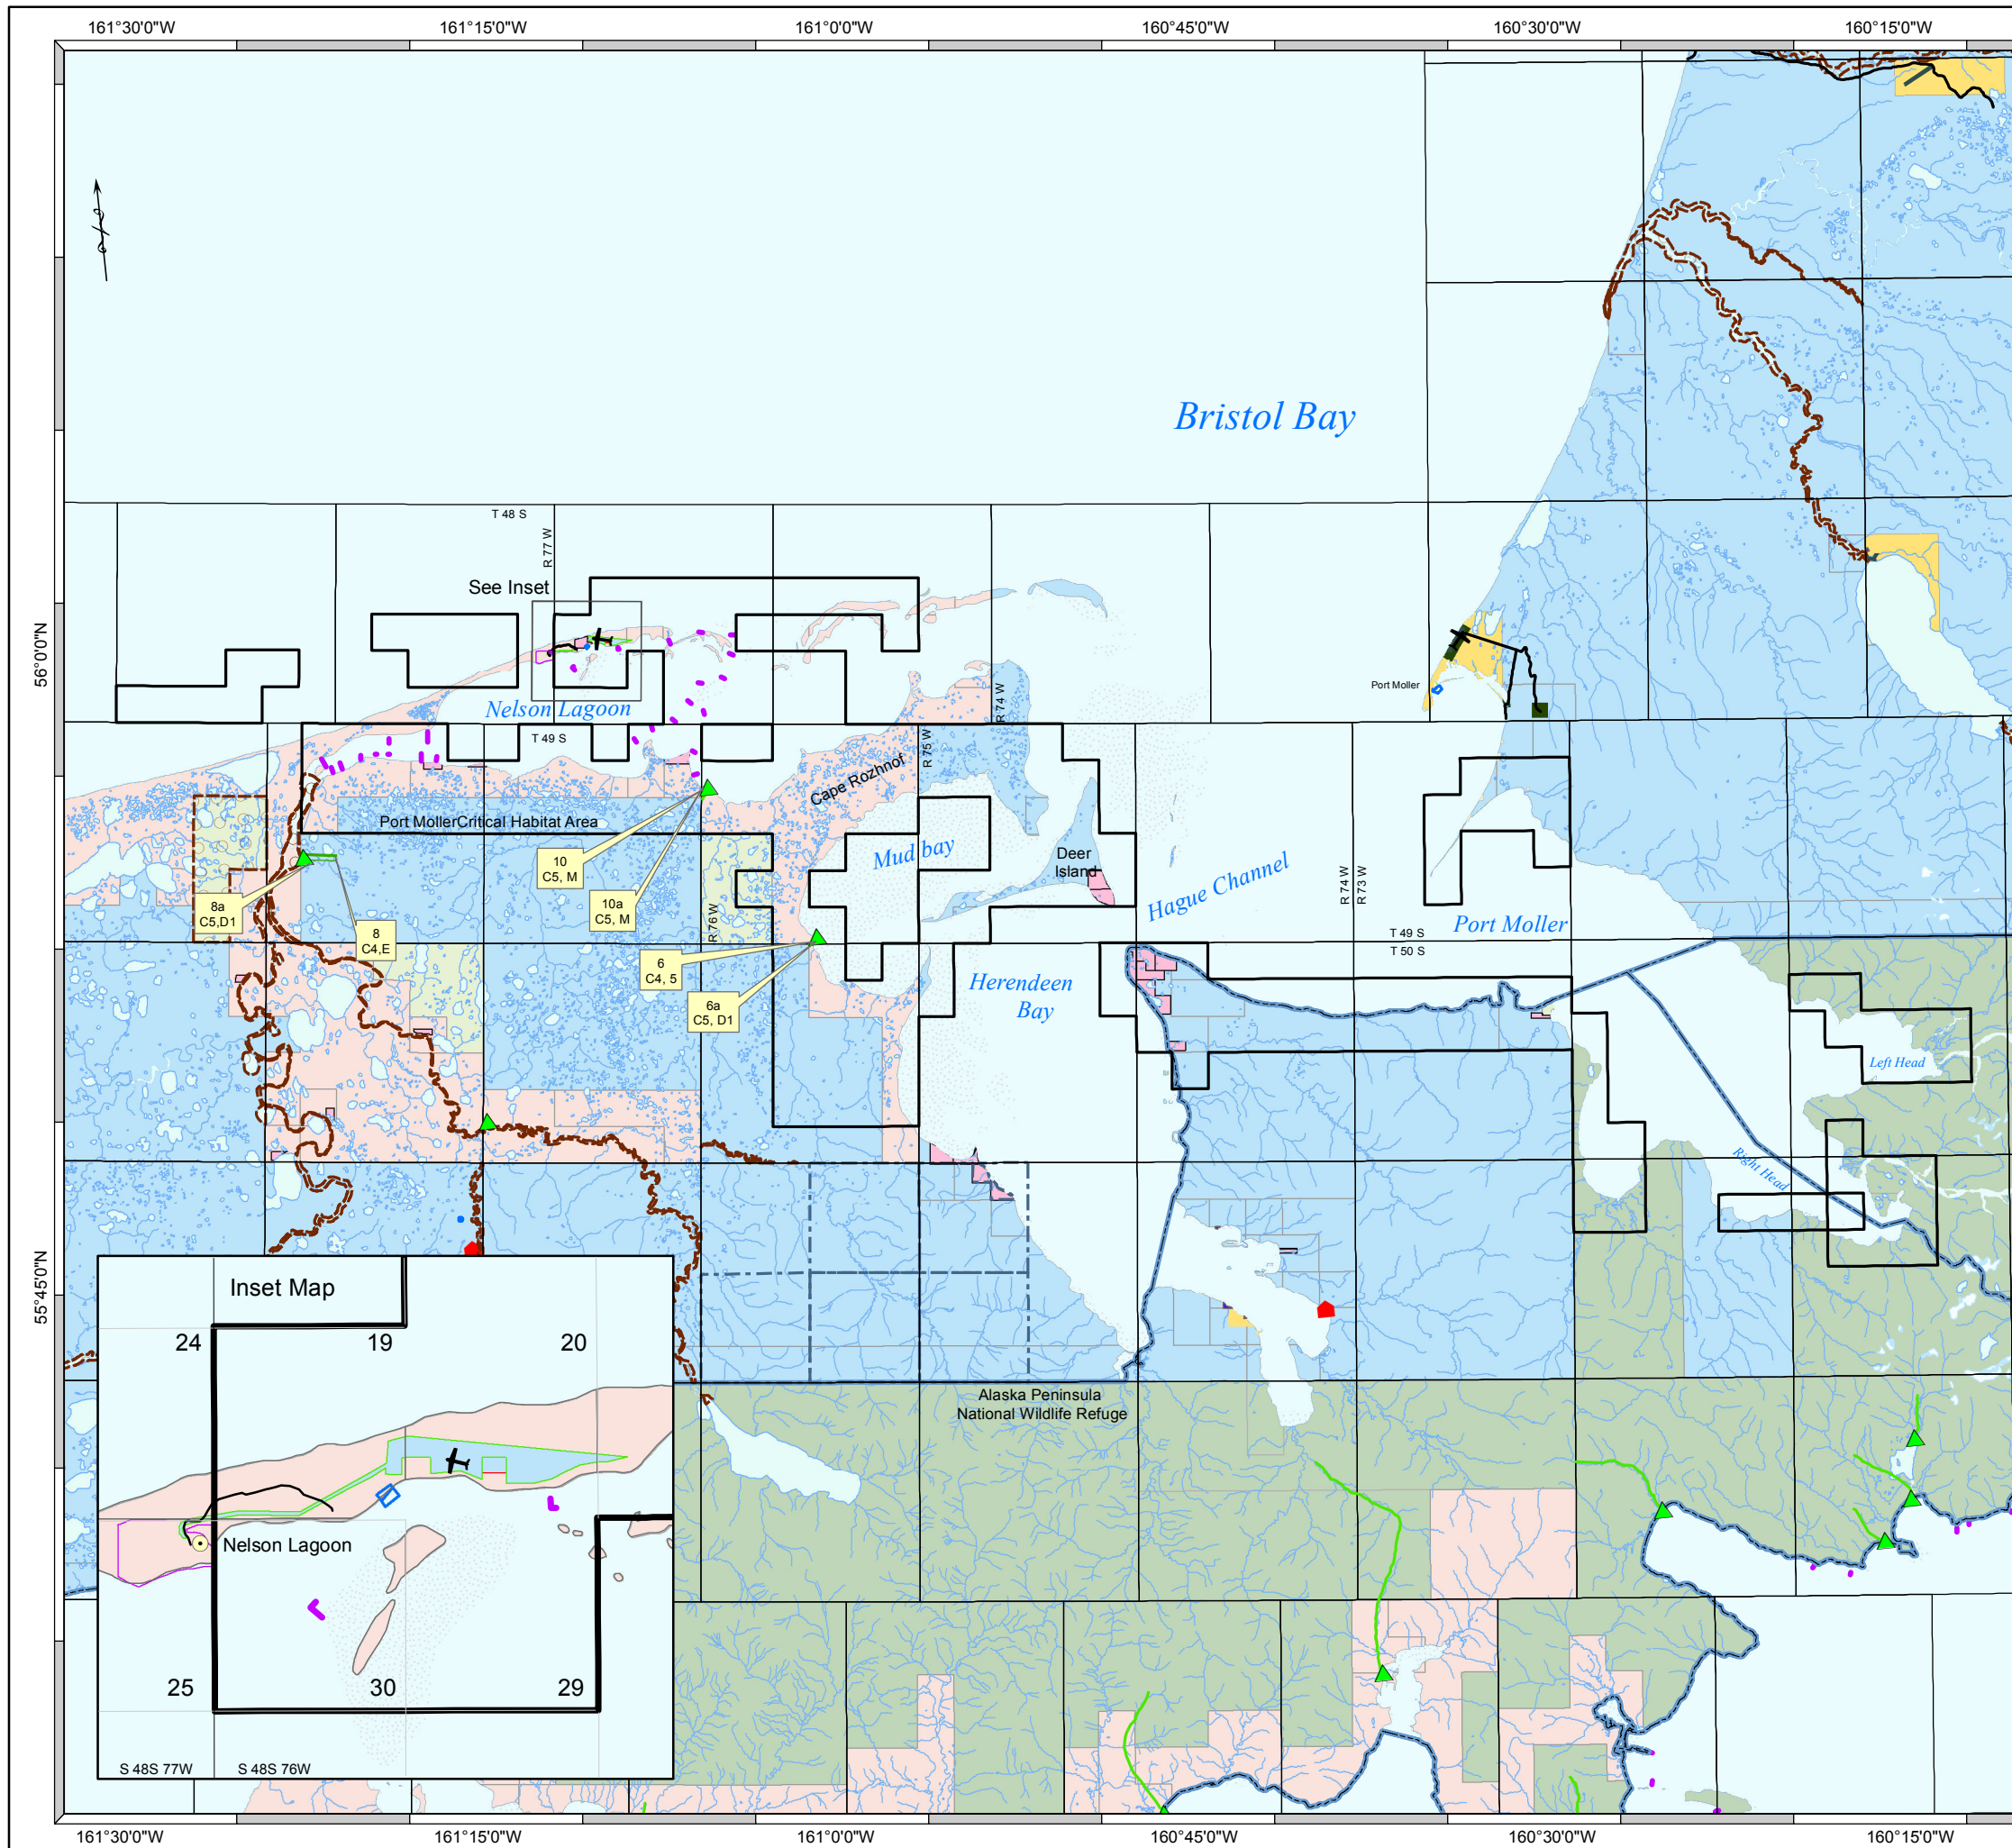 161°30'0"W 161°15'0"W 161°0'0"W 160°45'0"W 160°30'0"W 160°15'0"W
Bristol Bay
T 48 S
R 77 W
See Inset
56°0'0"N
Port Moller
Nelson Lagoon
R 74 W
T 49 S
R 75 W
Cape Rozhnof
Port MollerCritical Habitat Area
Mud bay
Deer
Island
10
C5, M
10a
C5, M
Hague Channel
R 74 W
R 73 W
8a
C5,D1
8
C4,E
R 76 W
Port Moller
T 49 S
T 50 S
6
C4, 5
6a
C5, D1
Herendeen
Bay
Left Head
Right Head
55°45'0"N
Inset Map
24
19
20
Alaska Peninsula
National Wildlife Refuge
Nelson Lagoon
25
30
29
S 48S 77W
S 48S 76W
161°30'0"W 161°15'0"W 161°0'0"W 160°45'0"W 160°30'0"W 160°15'0"W